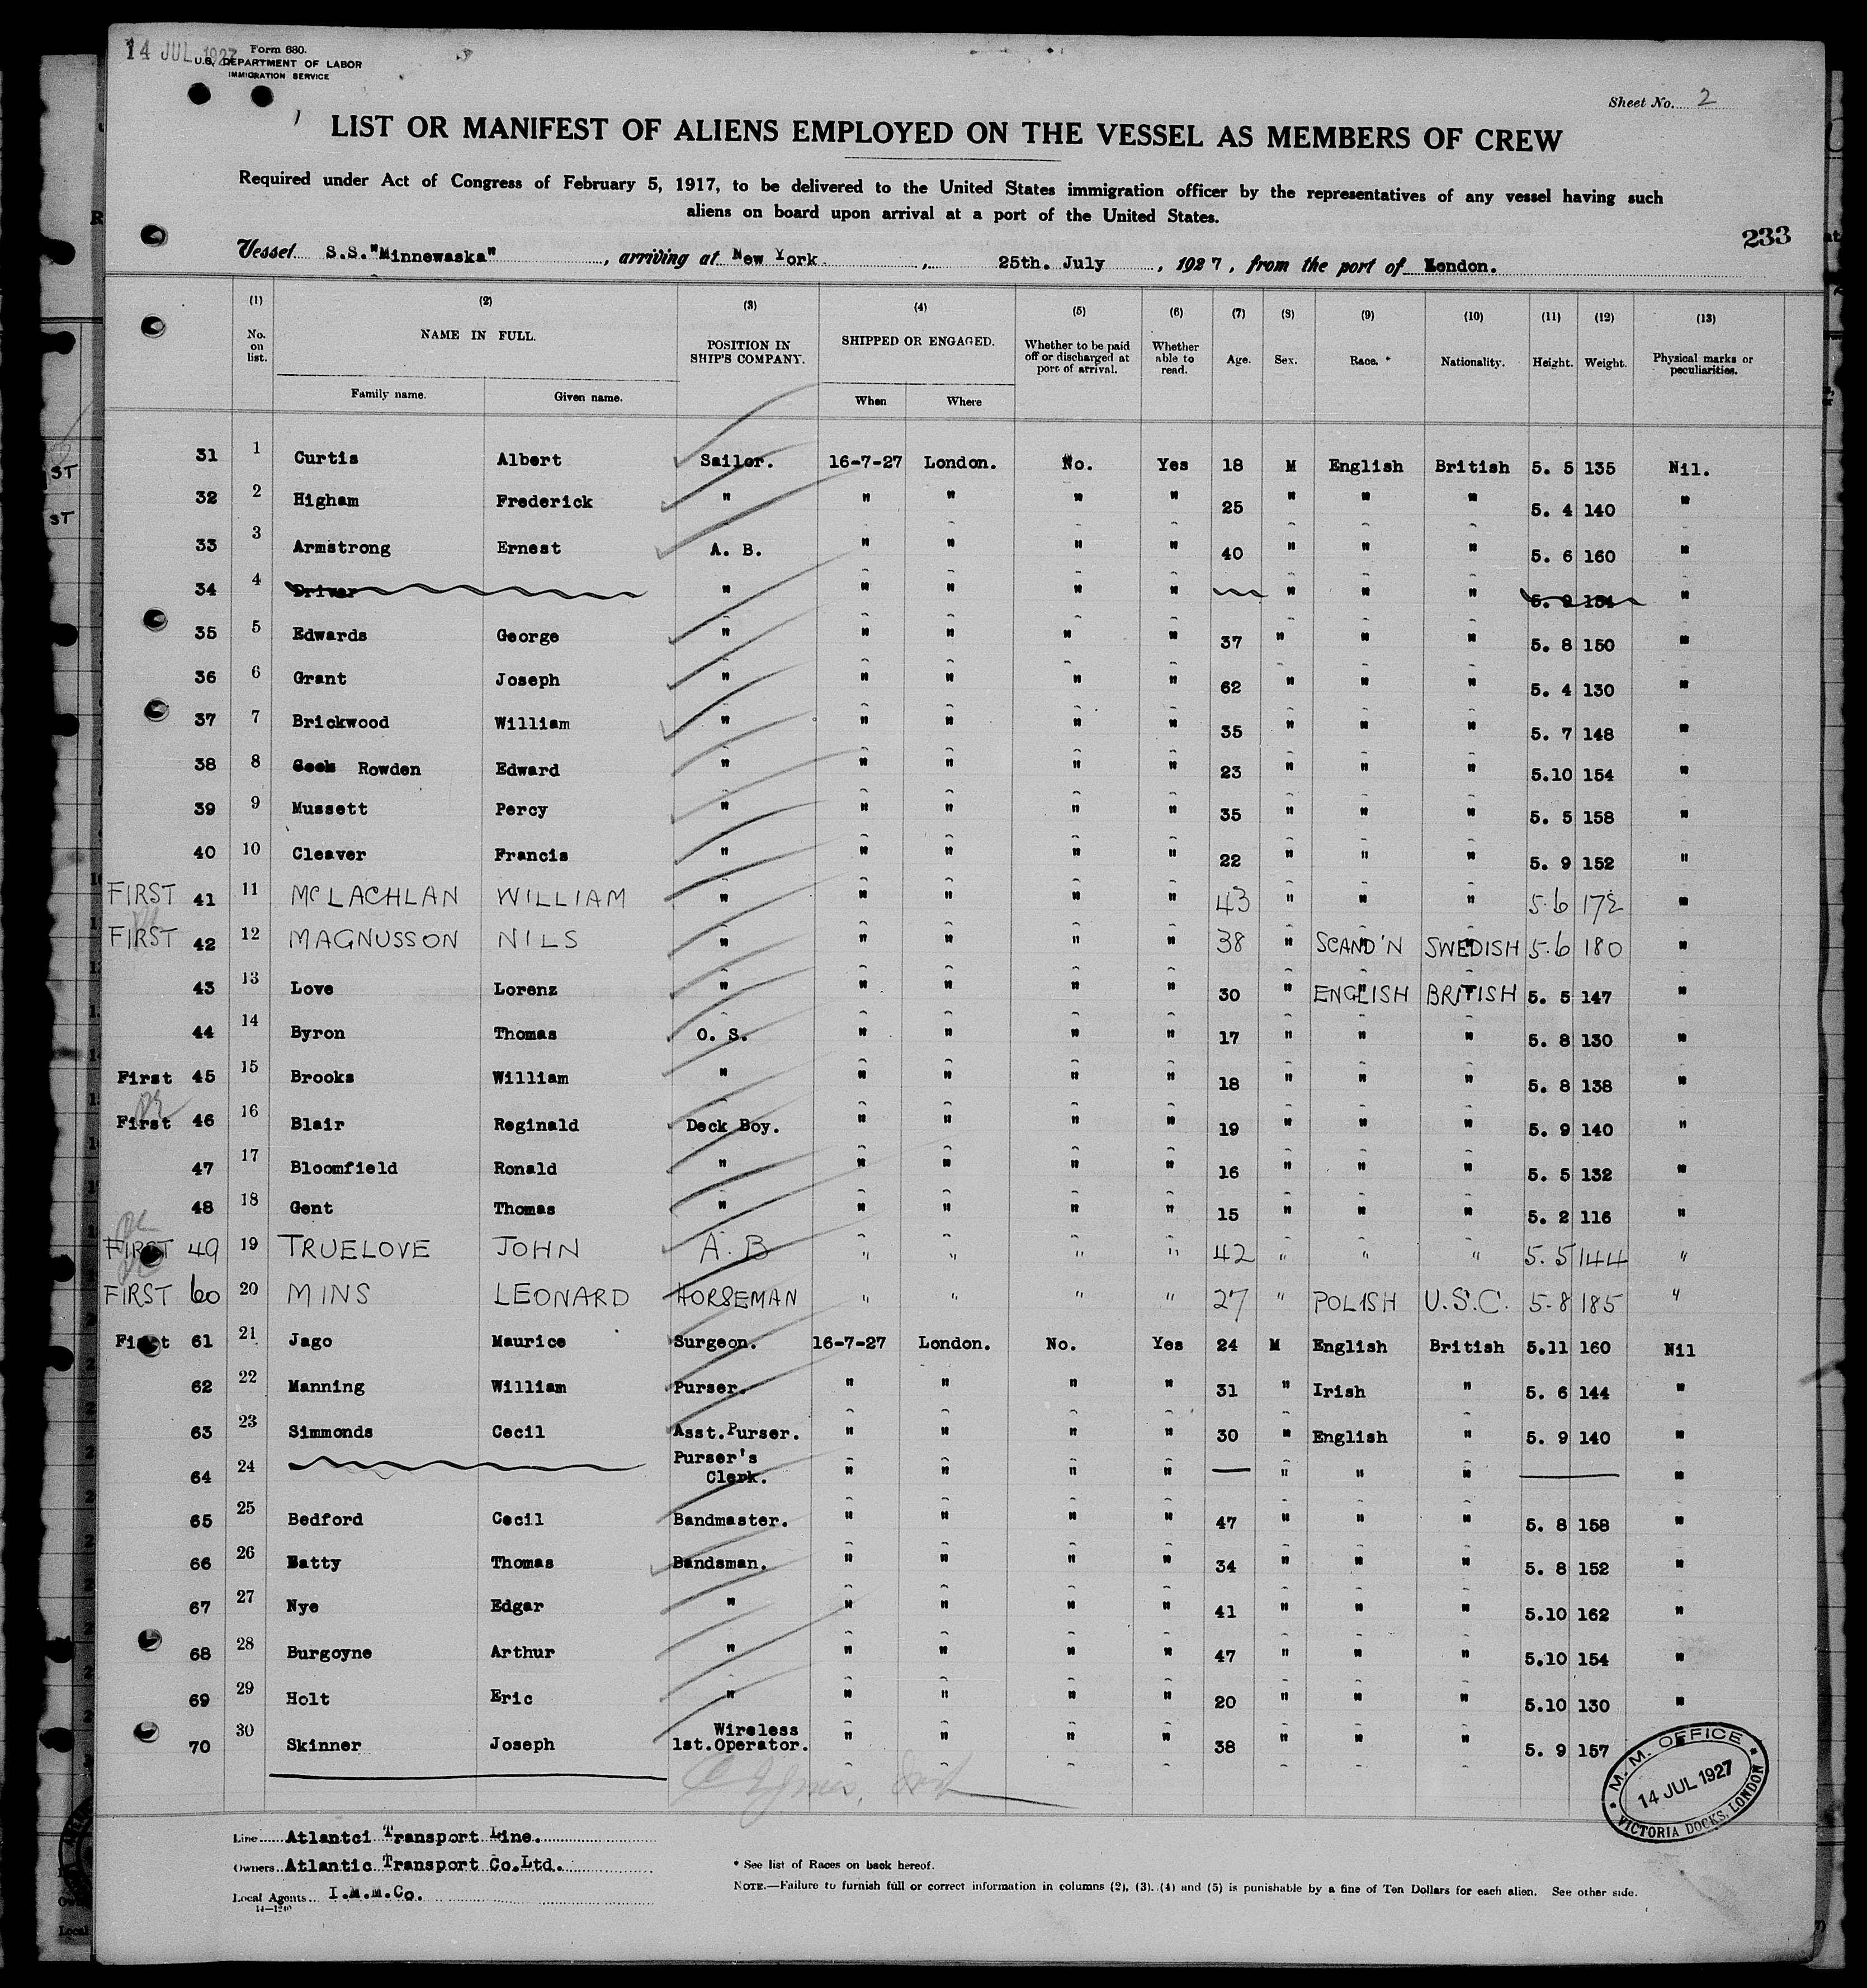 14 JUL 1927
Form 680.
U.S. DEPARTMENT OF LABOR
IMMIGRATION SERVICE
Sheet No. 2
LIST OR MANIFEST OF ALIENS EMPLOYED ON THE VESSEL AS MEMBERS OF CREW
Required under Act of Congress of February 5, 1917, to be delivered to the United States immigration officer by the representatives of any vessel having such
aliens on board upon arrival at a port of the United States.
233
Vessel S.S. "Minnewaska", arriving at New York, 25th. July, 1927, from the port of London.
(1) (2) (3) (4) (5) (6) (7) (8) (9) (10) (11) (12) (13)
No. on list. NAME IN FULL. POSITION IN SHIP'S COMPANY. SHIPPED OR ENGAGED. Whether to be paid off or discharged at port of arrival. Whether able to read. Age. Sex. Race. * Nationality. Height. Weight. Physical marks or peculiarities.
Family name. Given name. When Where
31 1 Curtis Albert Sailor. 16-7-27 London. No. Yes 18 M English British 5. 5 135 Nil.
32 2 Higham Frederick " " " " " 25 " " " 5. 4 140 "
33 3 Armstrong Ernest A. B. " " " " 40 " " " 5. 6 160 "
34 4 Driver " " " " " " " " "
35 5 Edwards George " " " " " 37 " " " 5. 8 150 "
36 6 Grant Joseph " " " " " 62 " " " 5. 4 130 "
37 7 Brickwood William " " " " " 35 " " " 5. 7 148 "
38 8 Rowden Edward " " " " " 23 " " " 5.10 154 "
39 9 Mussett Percy " " " " " 35 " " " 5. 5 158 "
40 10 Cleaver Francis " " " " " 22 " " " 5. 9 152 "
FIRST 41 11 McLACHLAN WILLIAM " " " " " 43 " " " 5.6 "
FIRST 42 12 MAGNUSSON NILS " " " " " 38 " SCAND'N SWEDISH 5.6 180 "
43 13 Love Lorenz " " " " " 30 " ENGLISH BRITISH 5. 5 147 "
44 14 Byron Thomas O. S. " " " " 17 " " " 5. 8 130 "
First 45 15 Brooks William " " " " " 18 " " " 5. 8 138 "
First 46 16 Blair Reginald Deck Boy. " " " " 19 " " " 5. 9 140 "
47 17 Bloomfield Ronald " " " " " 16 " " " 5. 5 132 "
48 18 Gent Thomas " " " " " 15 " " " 5. 2 116 "
FIRST 49 19 TRUELOVE JOHN A. B " " " " 42 " " " 5. 5 144 "
FIRST 60 20 MINS LEONARD HORSEMAN " " " " 27 " POLISH U.S.C. 5-8 185 "
First 61 21 Jago Maurice Surgeon. 16-7-27 London. No. Yes 24 M English British 5.11 160 Nil
62 22 Manning William Purser. " " " " 31 " Irish " 5. 6 144 "
63 23 Simmonds Cecil Asst.Purser. " " " " 30 " English " 5. 9 140 "
64 24 Purser's Clerk. " " " " — " " " — "
65 25 Bedford Cecil Bandmaster. " " " " 47 " " " 5. 8 158 "
66 26 Batty Thomas Bandsman. " " " " 34 " " " 5. 8 152 "
67 27 Nye Edgar " " " " " 41 " " " 5.10 162 "
68 28 Burgoyne Arthur " " " " " 47 " " " 5.10 154 "
69 29 Holt Eric " " " " " 20 " " " 5.10 130 "
70 30 Skinner Joseph Wireless 1st.Operator. " " " " 38 " " " 5. 9 157
M. M. OFFICE
14 JUL 1927
VICTORIA DOCKS, LONDON
Line Atlantci Transport Line.
Owners Atlantic Transport Co.Ltd.
Local Agents I.M.M.Co.
14—1240
* See list of Races on back hereof.
NOTE.—Failure to furnish full or correct information in columns (2), (3), (4) and (5) is punishable by a fine of Ten Dollars for each alien. See other side.